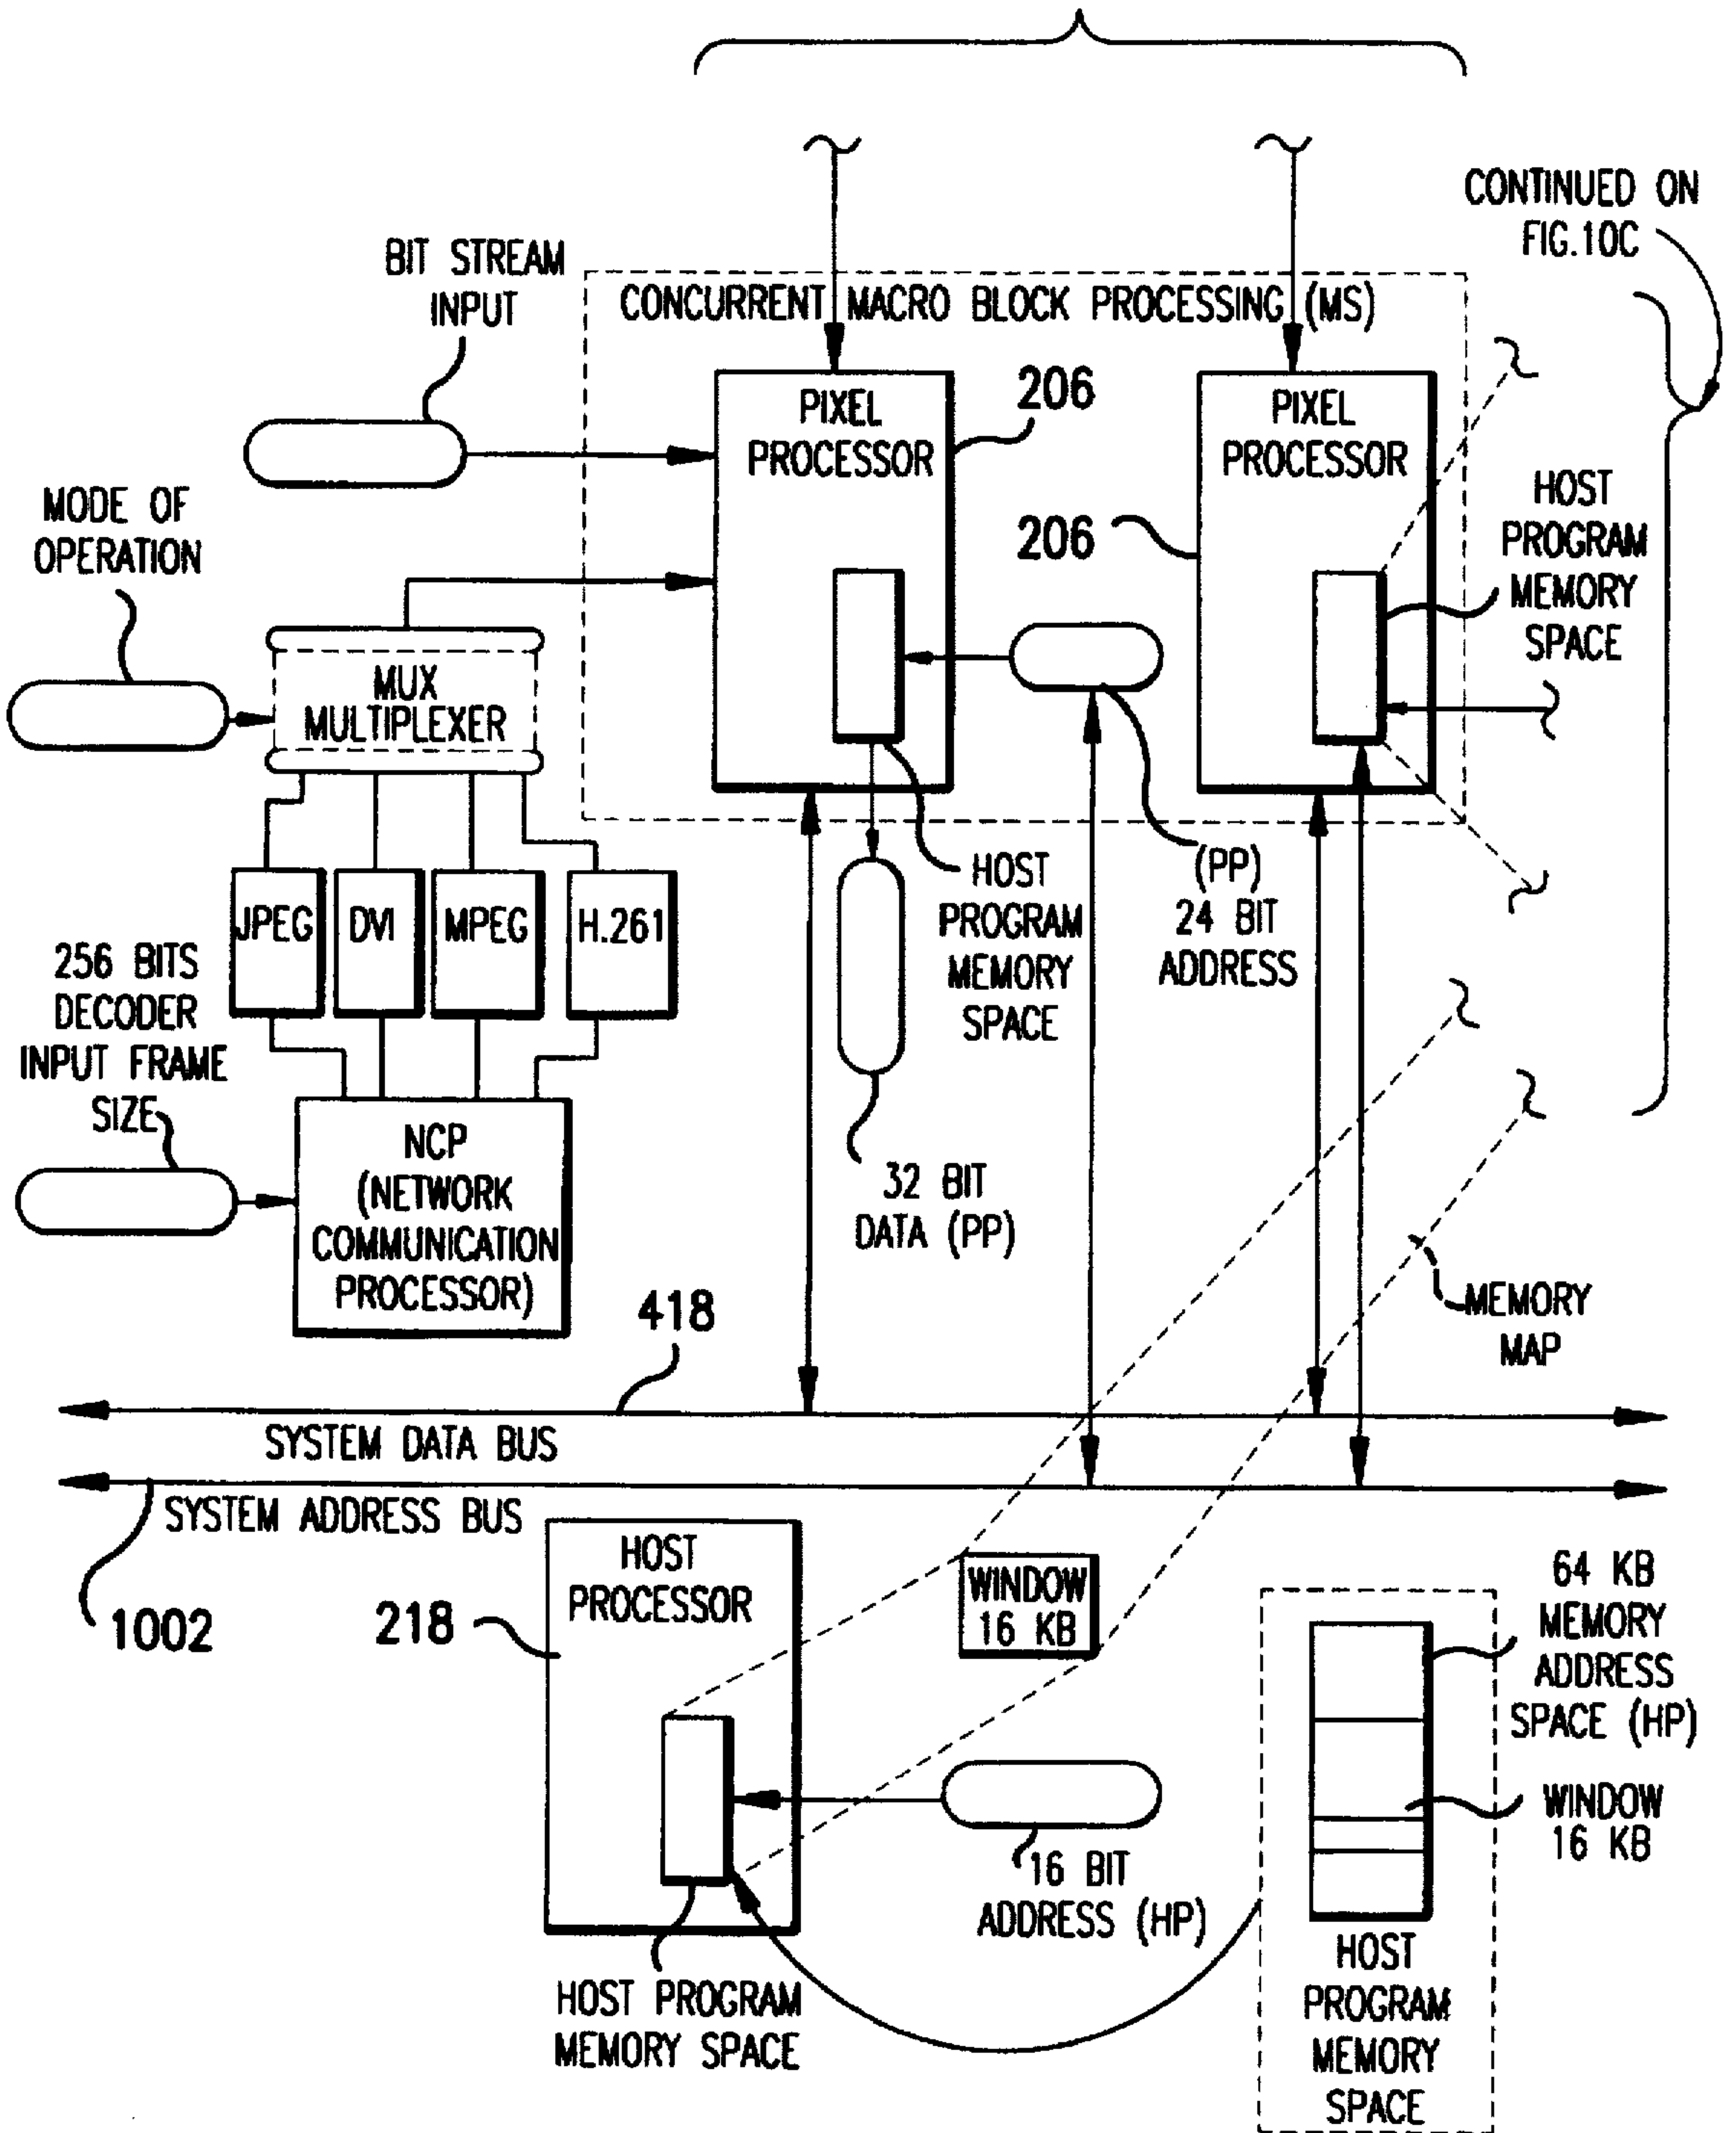 CONTINUED ON
FIG.10C
BIT STREAM
INPUT
CONCURRENT MACRO BLOCK PROCESSING (MS)
PIXEL
PROCESSOR
206
PIXEL
PROCESSOR
206
HOST
PROGRAM
MEMORY
SPACE
MODE OF
OPERATION
MUX
MULTIPLEXER
JPEG
DVI
MPEG
H.261
HOST
PROGRAM
MEMORY
SPACE
(PP)
24 BIT
ADDRESS
256 BITS
DECODER
INPUT FRAME
SIZE
NCP
(NETWORK
COMMUNICATION
PROCESSOR)
32 BIT
DATA (PP)
MEMORY
MAP
418
SYSTEM DATA BUS
SYSTEM ADDRESS BUS
1002
HOST
PROCESSOR
218
WINDOW
16 KB
64 KB
MEMORY
ADDRESS
SPACE (HP)
WINDOW
16 KB
16 BIT
ADDRESS (HP)
HOST PROGRAM
MEMORY SPACE
HOST
PROGRAM
MEMORY
SPACE